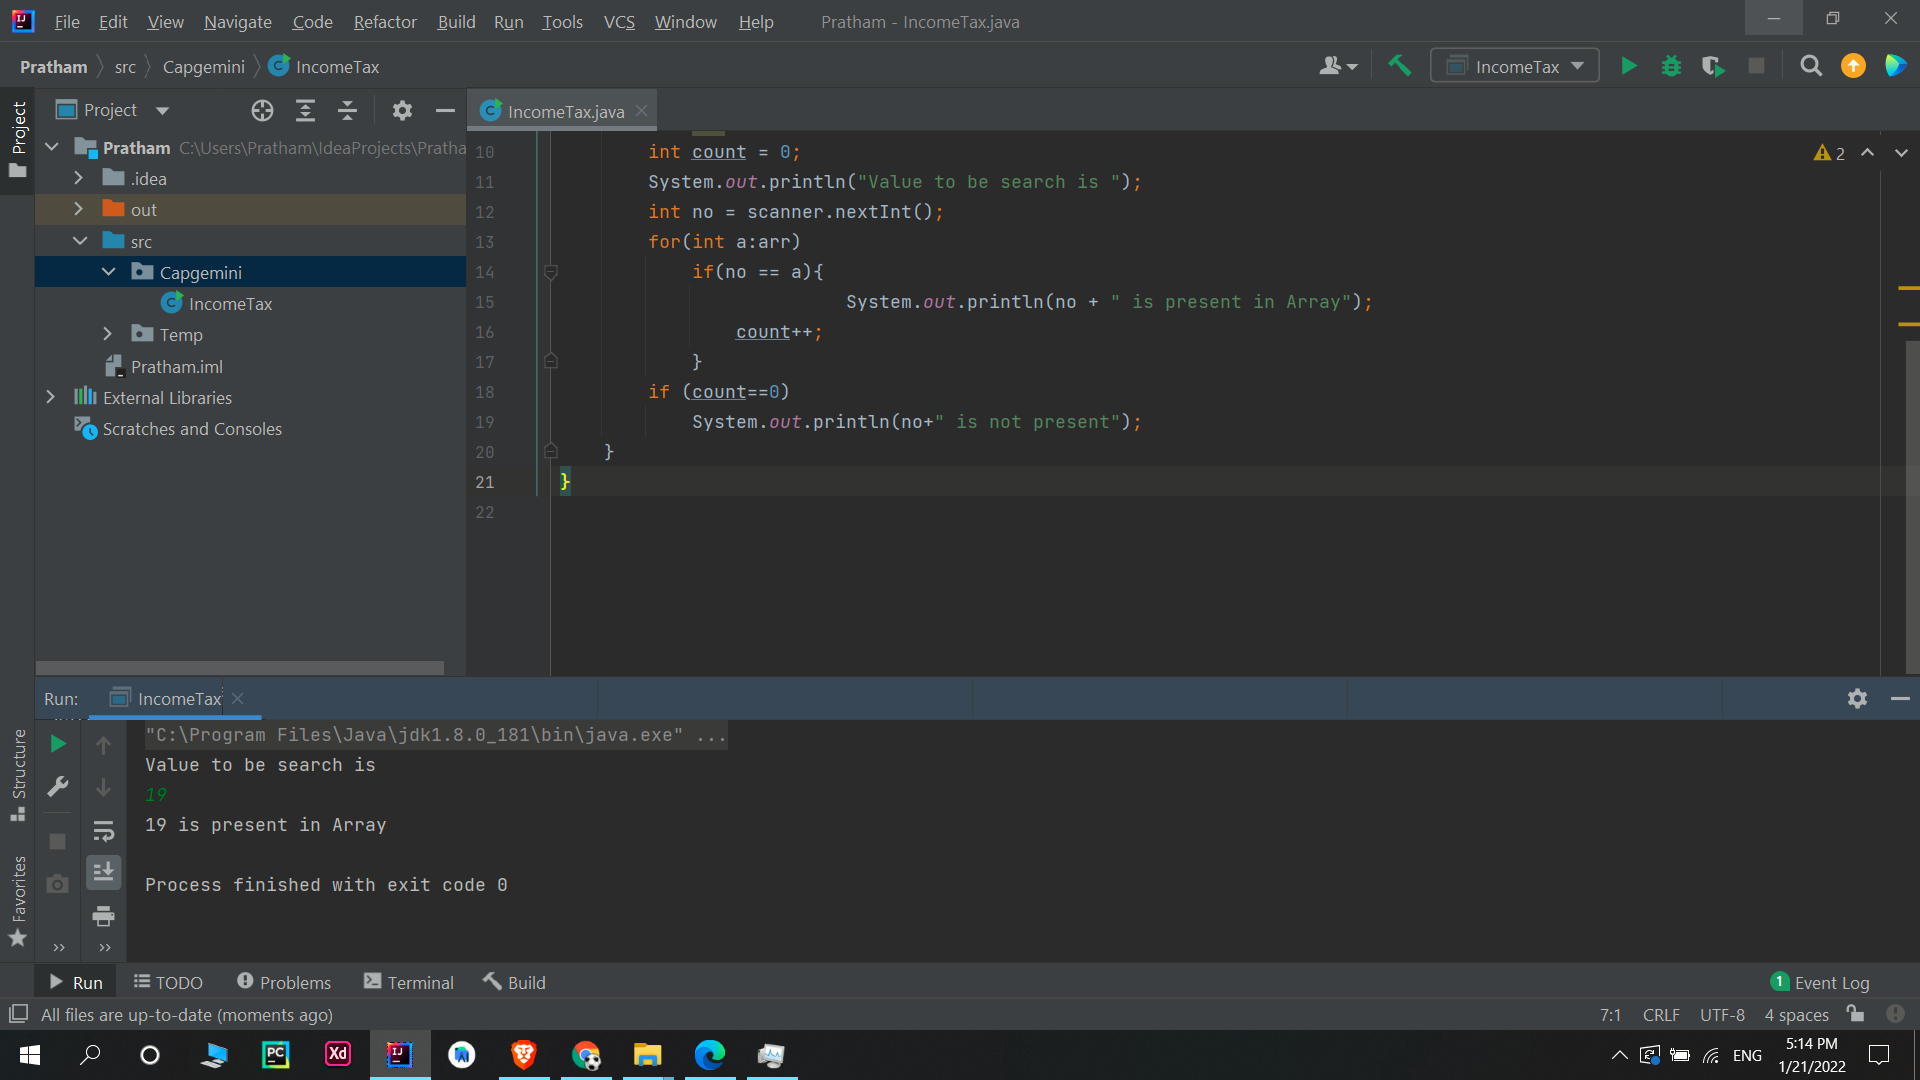 File Edit View Navigate Code Refactor Build Run Tools VCS Window Help Pratham - IncomeTax.java
Pratham src Capgemini IncomeTax IncomeTax
Project
Project
IncomeTax.java
Pratham C:\Users\Pratham\IdeaProjects\Pratha
.idea
out
src
Capgemini
IncomeTax
Temp
Pratham.iml
External Libraries
Scratches and Consoles
2
10 int count = 0;
11 System.out.println("Value to be search is ");
12 int no = scanner.nextInt();
13 for(int a:arr)
14 if(no == a){
15 System.out.println(no + " is present in Array");
16 count++;
17 }
18 if (count==0)
19 System.out.println(no+" is not present");
20 }
21 }
22
Run: IncomeTax
Structure
Favorites
"C:\Program Files\Java\jdk1.8.0_181\bin\java.exe" ...
Value to be search is
19
19 is present in Array
Process finished with exit code 0
Run TODO Problems Terminal Build 1 Event Log
All files are up-to-date (moments ago) 7:1 CRLF UTF-8 4 spaces
PC Xd IJ ENG 5:14 PM
1/21/2022